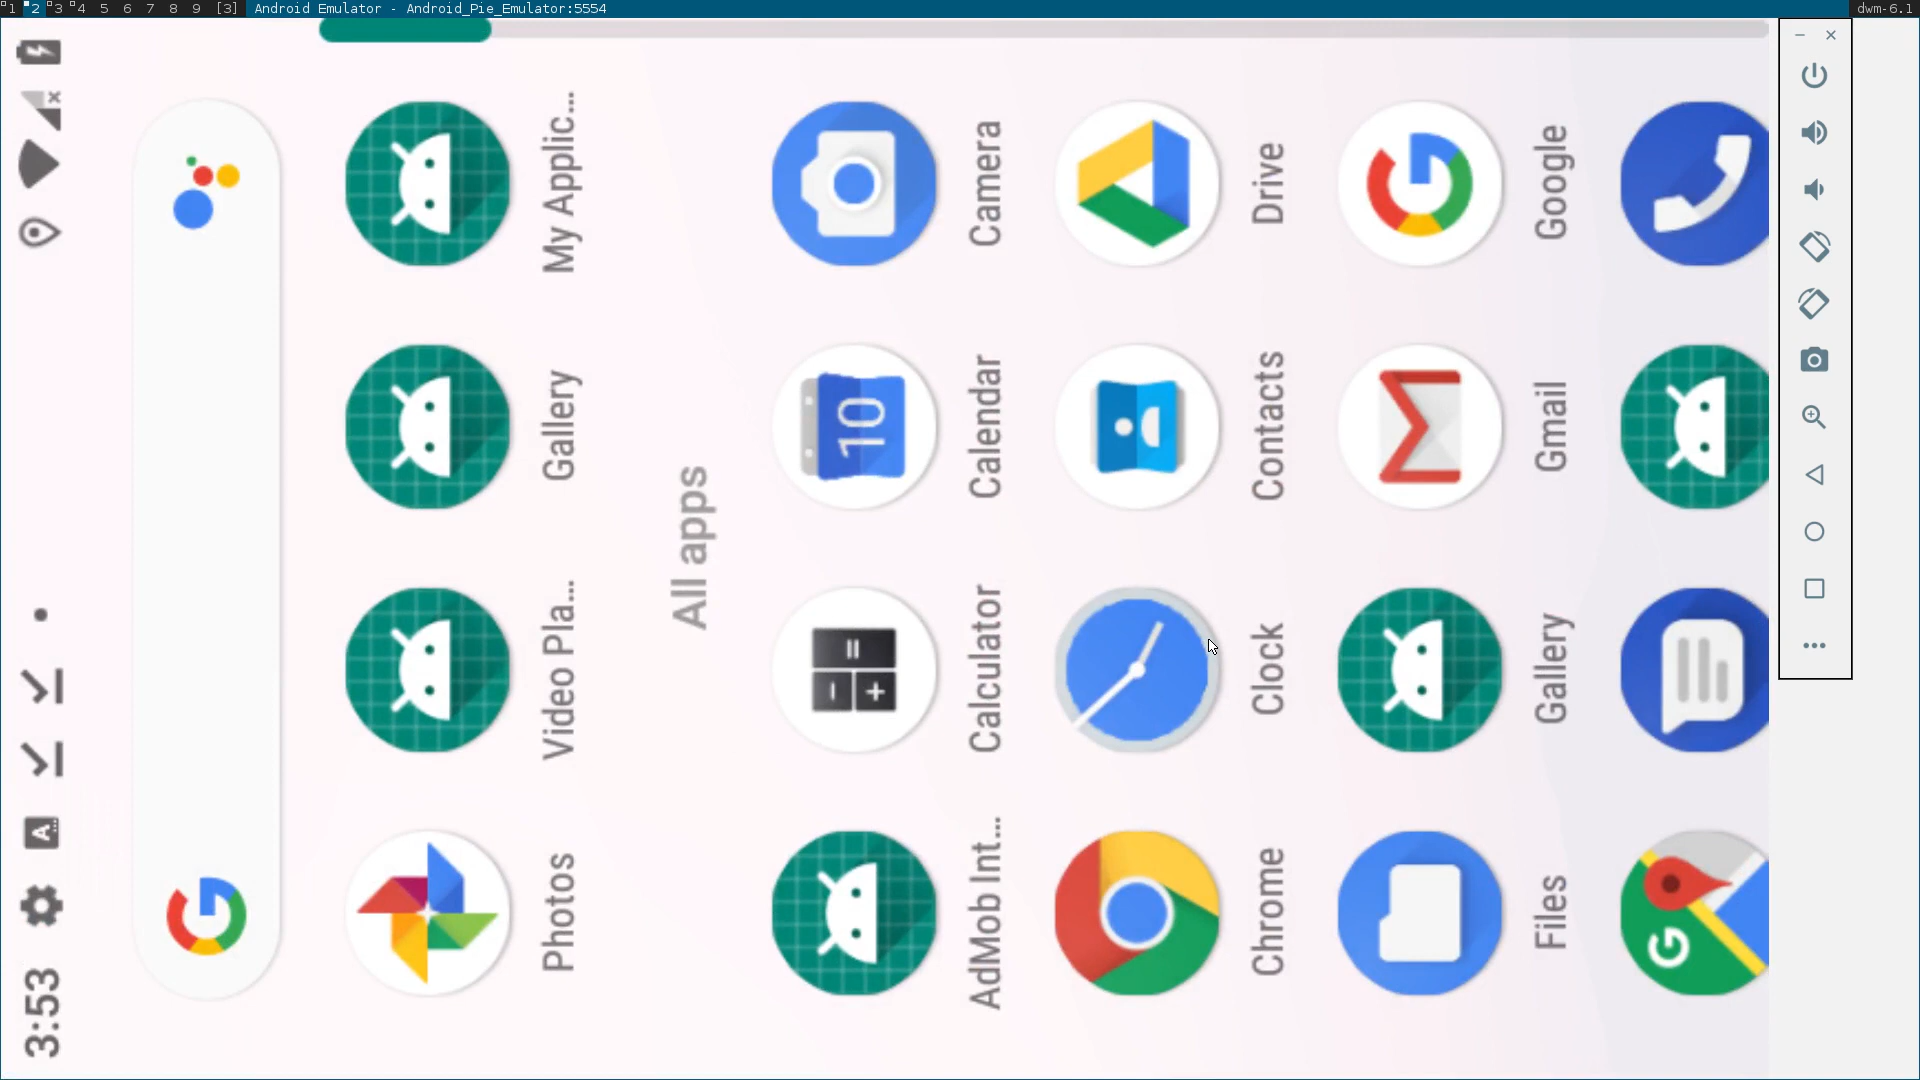 1 2 3 4 5 6 7 8 9 [3] Android Emulator - Android_Pie_Emulator:5554 dwm-6.1
3:53
A
Photos Video Pla... Gallery My Applic...
All apps
10
AdMob Int... Calculator Calendar Camera
Chrome Clock Contacts Drive
Files Gallery Gmail Google